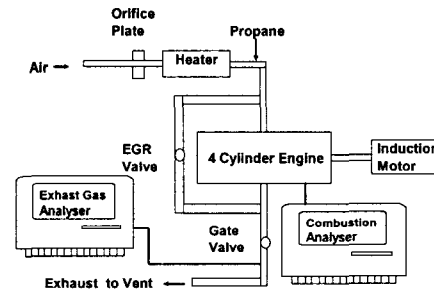 Orifice
Plate
Propane
Air
Heater
EGR
Valve
4 Cylinder Engine
Induction
Motor
Exhast Gas
Analyser
Gate
Valve
Combustion
Analyser
Exhaust to Vent